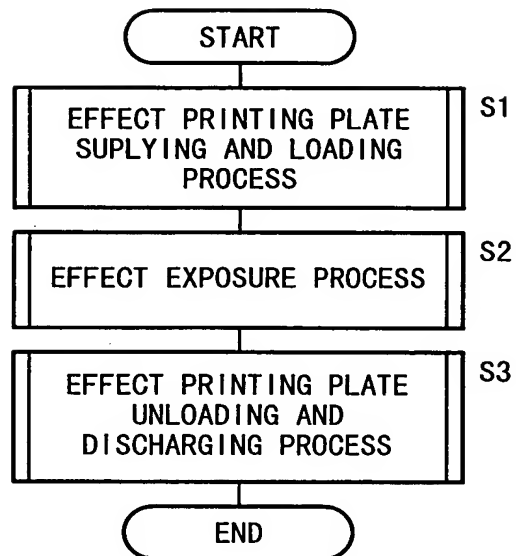 START
S1
EFFECT PRINTING PLATE
SUPLYING AND LOADING
PROCESS
S2
EFFECT EXPOSURE PROCESS
S3
EFFECT PRINTING PLATE
UNLOADING AND
DISCHARGING PROCESS
END